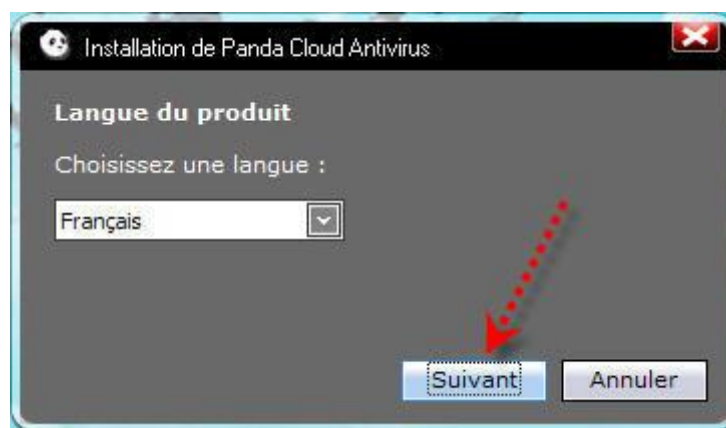 Installation de Panda Cloud Antivirus
Langue du produit
Choisissez une langue :
Français
Suivant Annuler